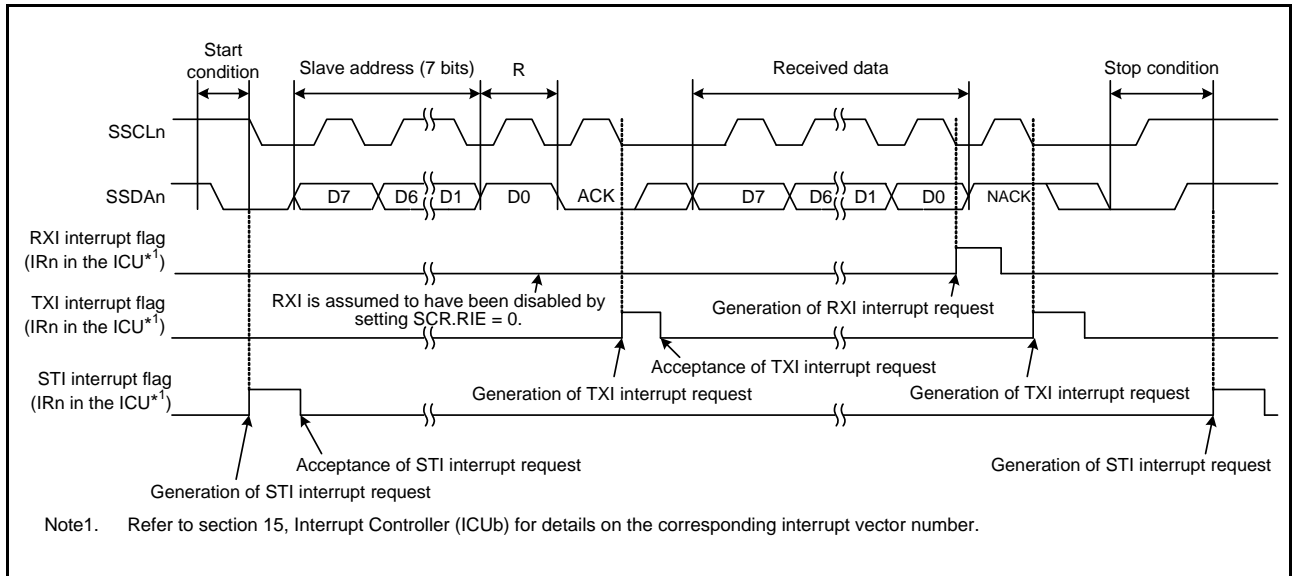 Start
condition
Slave address (7 bits)
R
Received data
Stop condition
SSCLn
SSDAn
D7
D6
D1
D0
ACK
D7
D6
D1
D0
NACK
RXI interrupt flag
(IRn in the ICU*1)
RXI is assumed to have been disabled by
setting SCR.RIE = 0.
Generation of RXI interrupt request
TXI interrupt flag
(IRn in the ICU*1)
Acceptance of TXI interrupt request
Generation of TXI interrupt request
Generation of TXI interrupt request
STI interrupt flag
(IRn in the ICU*1)
Acceptance of STI interrupt request
Generation of STI interrupt request
Generation of STI interrupt request
Note1. Refer to section 15, Interrupt Controller (ICUb) for details on the corresponding interrupt vector number.